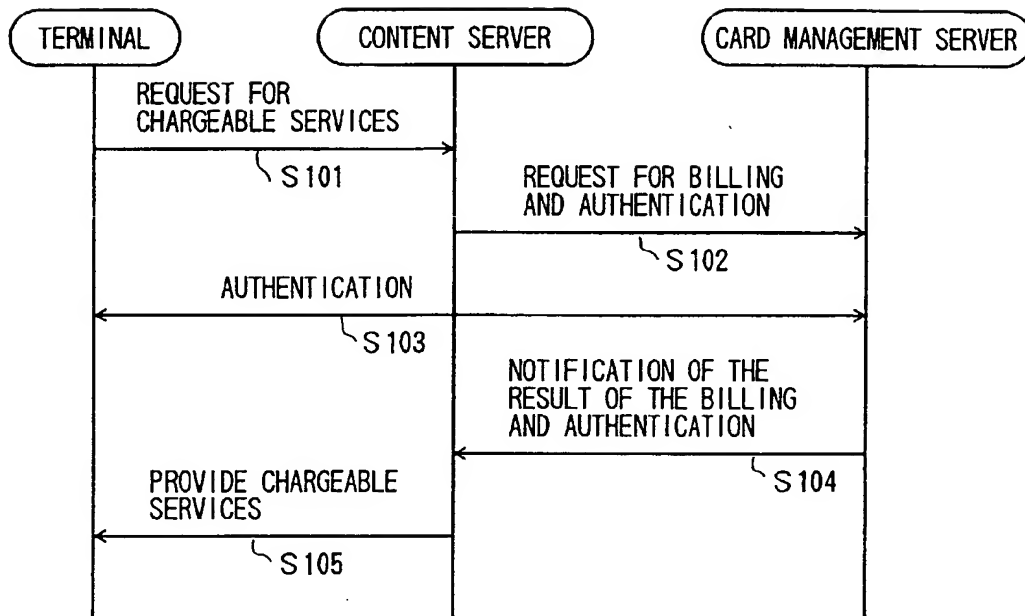 TERMINAL
CONTENT SERVER
CARD MANAGEMENT SERVER
REQUEST FOR
CHARGEABLE SERVICES
S101
REQUEST FOR BILLING
AND AUTHENTICATION
S102
AUTHENTICATION
S103
NOTIFICATION OF THE
RESULT OF THE BILLING
AND AUTHENTICATION
S104
PROVIDE CHARGEABLE
SERVICES
S105